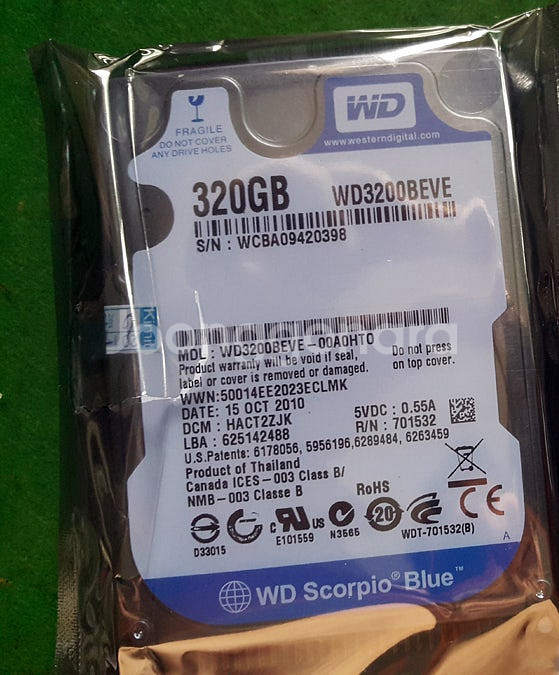 FRAGILE
DO NOT COVER
ANY DRIVE HOLES
WD
www.westerndigital.com
320GB WD3200BEVE
S/N : WCBA09420398
MDL : WD3200BEVE-00A0HT0
Product warranty will be void if seal,
label or cover is removed or damaged.
Do not press
on top cover.
WWN:50014EE2023ECLMK
DATE: 15 OCT 2010
5VDC : 0.55A
DCM : HACT2ZJK
R/N : 701532
LBA : 625142488
U.S.Patents: 6178056, 5956196,6289484, 6263459
Product of Thailand
Canada ICES-003 Class B/
NMB-003 Classe B
RoHS
20
D33015
c US
E101559
N3565
CE
WDT-701532(B)
A
WD Scorpio® Blue™